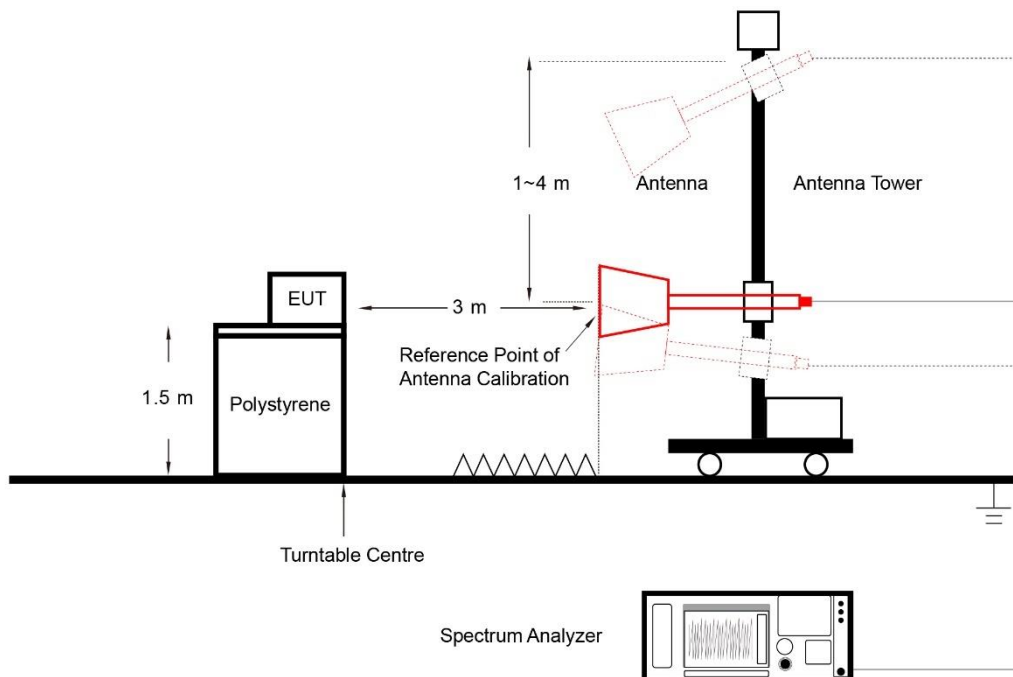 1~4 m
Antenna
Antenna Tower
EUT
3 m
Reference Point of
Antenna Calibration
1.5 m
Polystyrene
Turntable Centre
Spectrum Analyzer